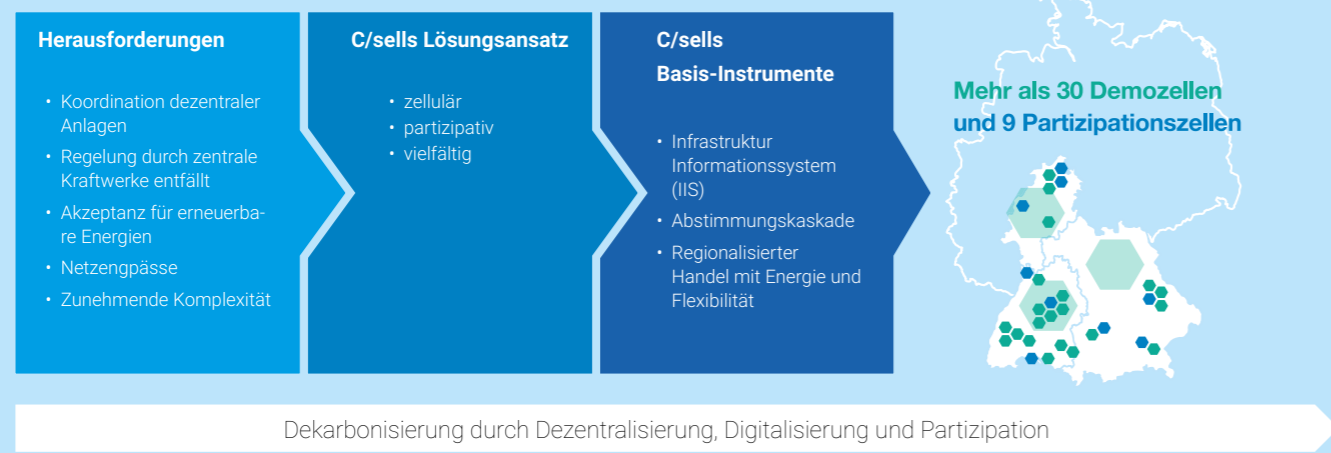 Herausforderungen
• Koordination dezentraler
Anlagen
• Regelung durch zentrale
Kraftwerke entfällt
• Akzeptanz für erneuerba-
re Energien
• Netzengpässe
• Zunehmende Komplexität
C/sells Lösungsansatz
• zellulär
• partizipativ
• vielfältig
C/sells
Basis-Instrumente
• Infrastruktur
Informationssystem
(IIS)
• Abstimmungskaskade
• Regionalisierter
Handel mit Energie und
Flexibilität
Mehr als 30 Demozellen
und 9 Partizipationszellen
Dekarbonisierung durch Dezentralisierung, Digitalisierung und Partizipation